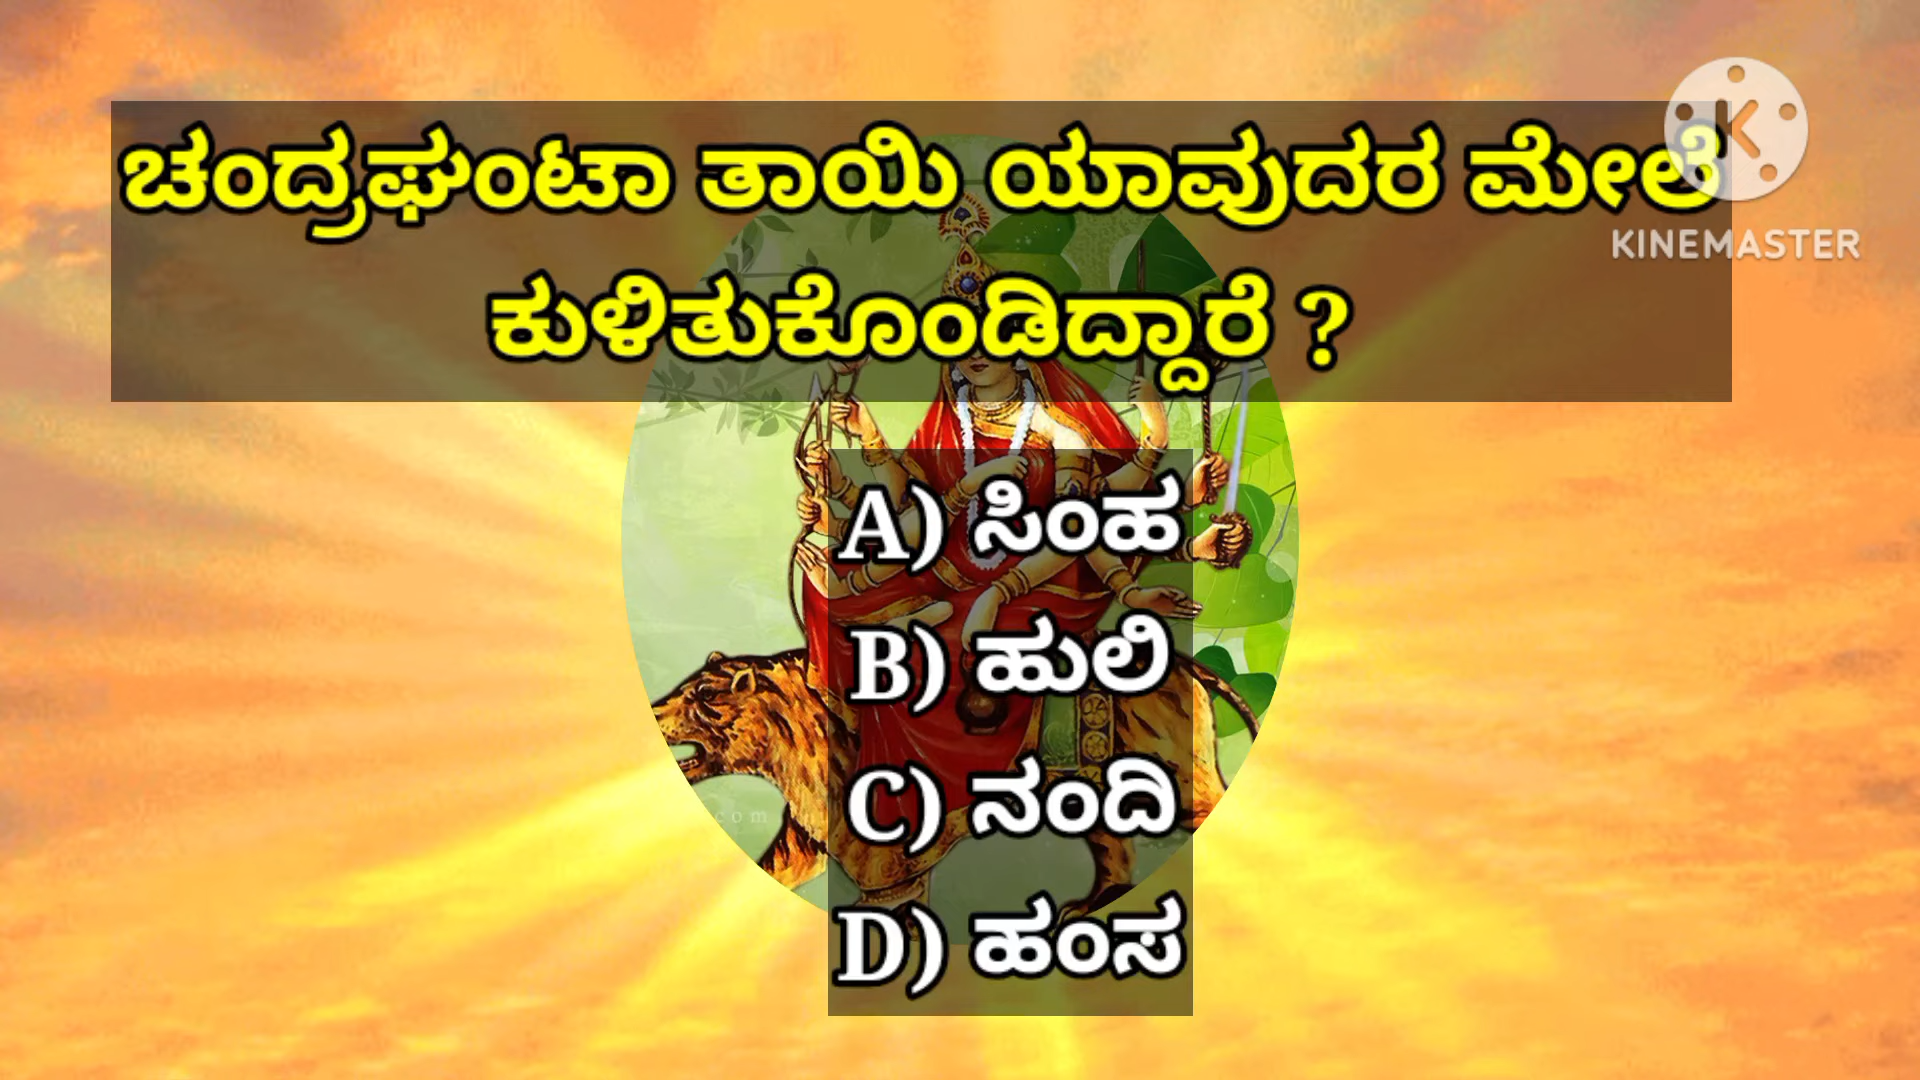 ಚಂದ್ರಘಂಟಾ ತಾಯಿ ಯಾವುದರ ಮೇಲೆ
ಕುಳಿತುಕೊಂಡಿದ್ದಾರೆ ?
KINEMASTER
A) ಸಿಂಹ
B) ಹುಲಿ
C) ನಂದಿ
D) ಹಂಸ